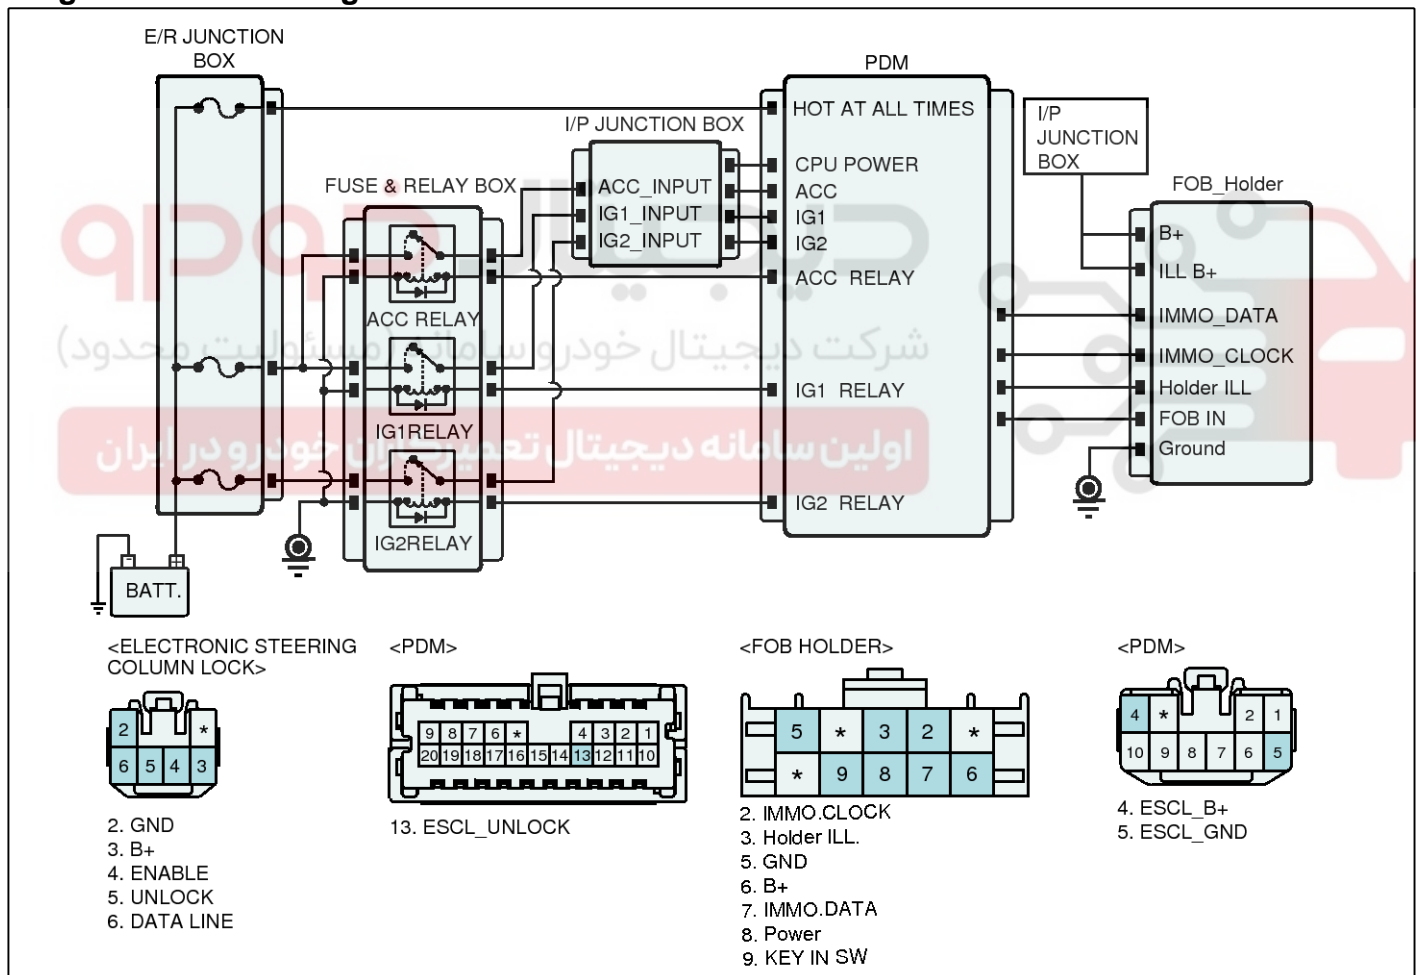 E/R JUNCTION
BOX
PDM
HOT AT ALL TIMES
I/P JUNCTION BOX
I/P
JUNCTION
BOX
CPU POWER
FUSE & RELAY BOX
ACC_INPUT
ACC
FOB_Holder
IG1_INPUT
IG1
IG2_INPUT
IG2
B+
ACC RELAY
ILL B+
دیجیتال خودرو
ACC RELAY
IMMO_DATA
شرکت دیجیتال خودرو سامانه (مسئولیت محدود)
IMMO_CLOCK
IG1 RELAY
Holder ILL
IG1RELAY
FOB IN
اولین سامانه دیجیتال تعمیرکاران خودرو در ایران
Ground
IG2 RELAY
IG2RELAY
- +
BATT.
<ELECTRONIC STEERING
COLUMN LOCK>
2 *
6 5 4 3
2. GND
3. B+
4. ENABLE
5. UNLOCK
6. DATA LINE
<PDM>
9 8 7 6 * 4 3 2 1
20 19 18 17 16 15 14 13 12 11 10
13. ESCL_UNLOCK
<FOB HOLDER>
5 * 3 2 *
* 9 8 7 6
2. IMMO.CLOCK
3. Holder ILL.
5. GND
6. B+
7. IMMO.DATA
8. Power
9. KEY IN SW
<PDM>
4 * 2 1
10 9 8 7 6 5
4. ESCL_B+
5. ESCL_GND